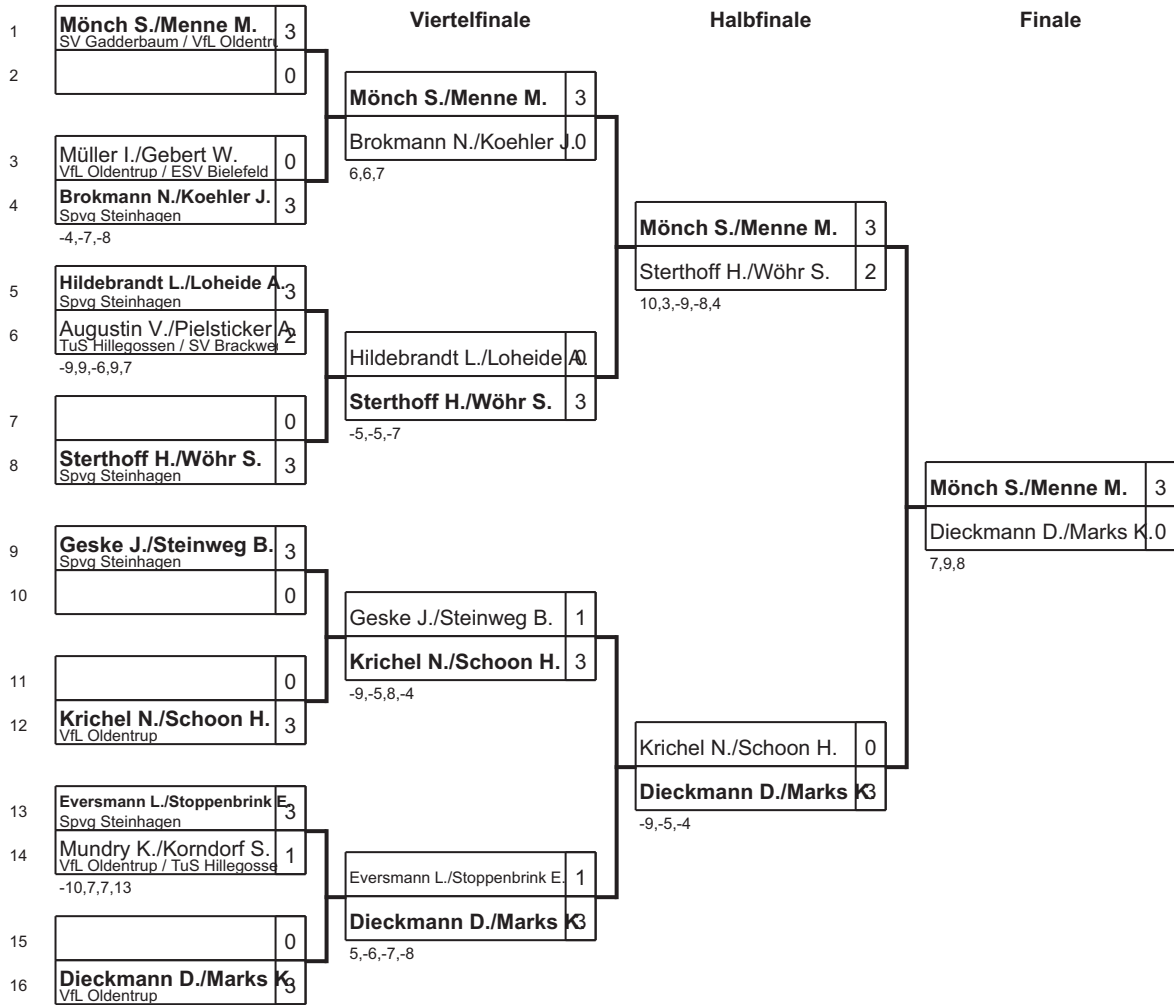 Viertelfinale
Halbfinale
Finale
1
Mönch S./Menne M. 3
SV Gadderbaum / VfL Oldentru
2
0
3
Müller I./Gebert W. 0
VfL Oldentrup / ESV Bielefeld
4
Brokmann N./Koehler J. 3
Spvg Steinhagen
-4,-7,-8
5
Hildebrandt L./Loheide A. 3
Spvg Steinhagen
6
Augustin V./Pielsticker A. 2
TuS Hillegossen / SV Brackwe
-9,9,-6,9,7
7
0
8
Sterthoff H./Wöhr S. 3
Spvg Steinhagen
9
Geske J./Steinweg B. 3
Spvg Steinhagen
10
0
11
0
12
Krichel N./Schoon H. 3
VfL Oldentrup
13
Eversmann L./Stoppenbrink E. 3
Spvg Steinhagen
14
Mundry K./Korndorf S. 1
VfL Oldentrup / TuS Hillegosse
-10,7,7,13
15
0
16
Dieckmann D./Marks K. 3
VfL Oldentrup
Mönch S./Menne M. 3
Brokmann N./Koehler J. 0
6,6,7
Hildebrandt L./Loheide A. 0
Sterthoff H./Wöhr S. 3
-5,-5,-7
Geske J./Steinweg B. 1
Krichel N./Schoon H. 3
-9,-5,8,-4
Eversmann L./Stoppenbrink E. 1
Dieckmann D./Marks K. 3
5,-6,-7,-8
Mönch S./Menne M. 3
Sterthoff H./Wöhr S. 2
10,3,-9,-8,4
Krichel N./Schoon H. 0
Dieckmann D./Marks K. 3
-9,-5,-4
Mönch S./Menne M. 3
Dieckmann D./Marks K. 0
7,9,8